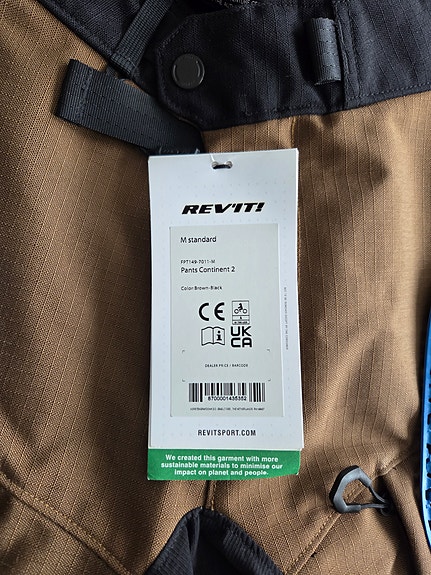 REV'IT!
M standard
FPT149-7011-M
Pants Continent 2
Color Brown-Black
CE
UK
CA
DEALER PRICE / BARCODE
8700001435352
REVITSPORT.COM
We created this garment with more
sustainable materials to minimise our
impact on planet and people.